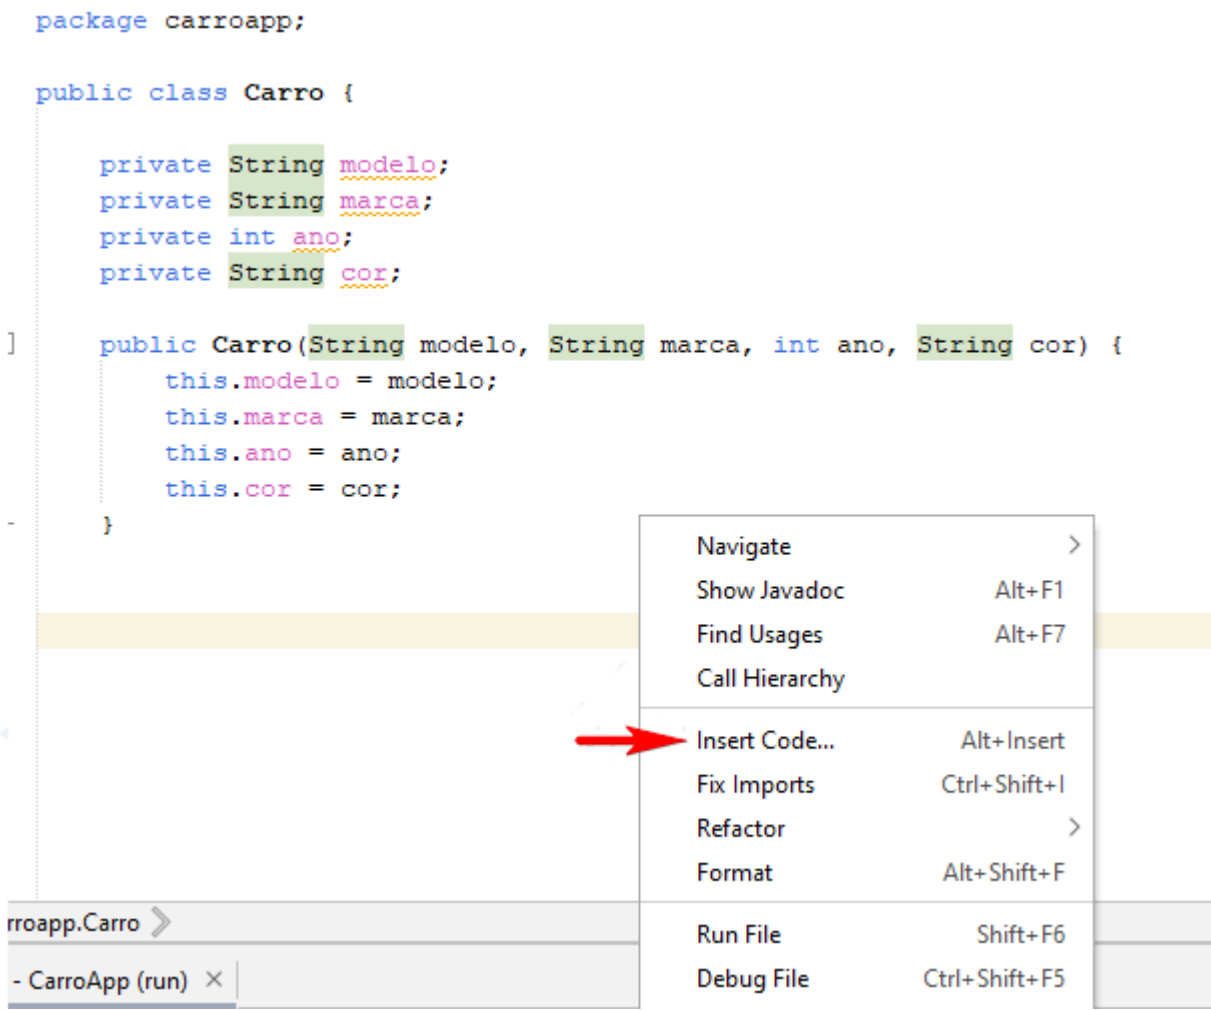 package carroapp;
public class Carro {
private String modelo;
private String marca;
private int ano;
private String cor;
public Carro(String modelo, String marca, int ano, String cor) {
this.modelo = modelo;
this.marca = marca;
this.ano = ano;
this.cor = cor;
}
Navigate
Show Javadoc Alt+F1
Find Usages Alt+F7
Call Hierarchy
Insert Code... Alt+Insert
Fix Imports Ctrl+Shift+I
Refactor
Format Alt+Shift+F
Run File Shift+F6
Debug File Ctrl+Shift+F5
rroapp.Carro
- CarroApp (run) ×